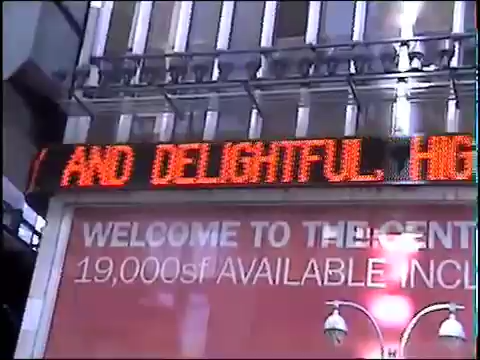 AND DELIGHTFUL. HIG
WELCOME TO THE CENT
19,000sf AVAILABLE INCL